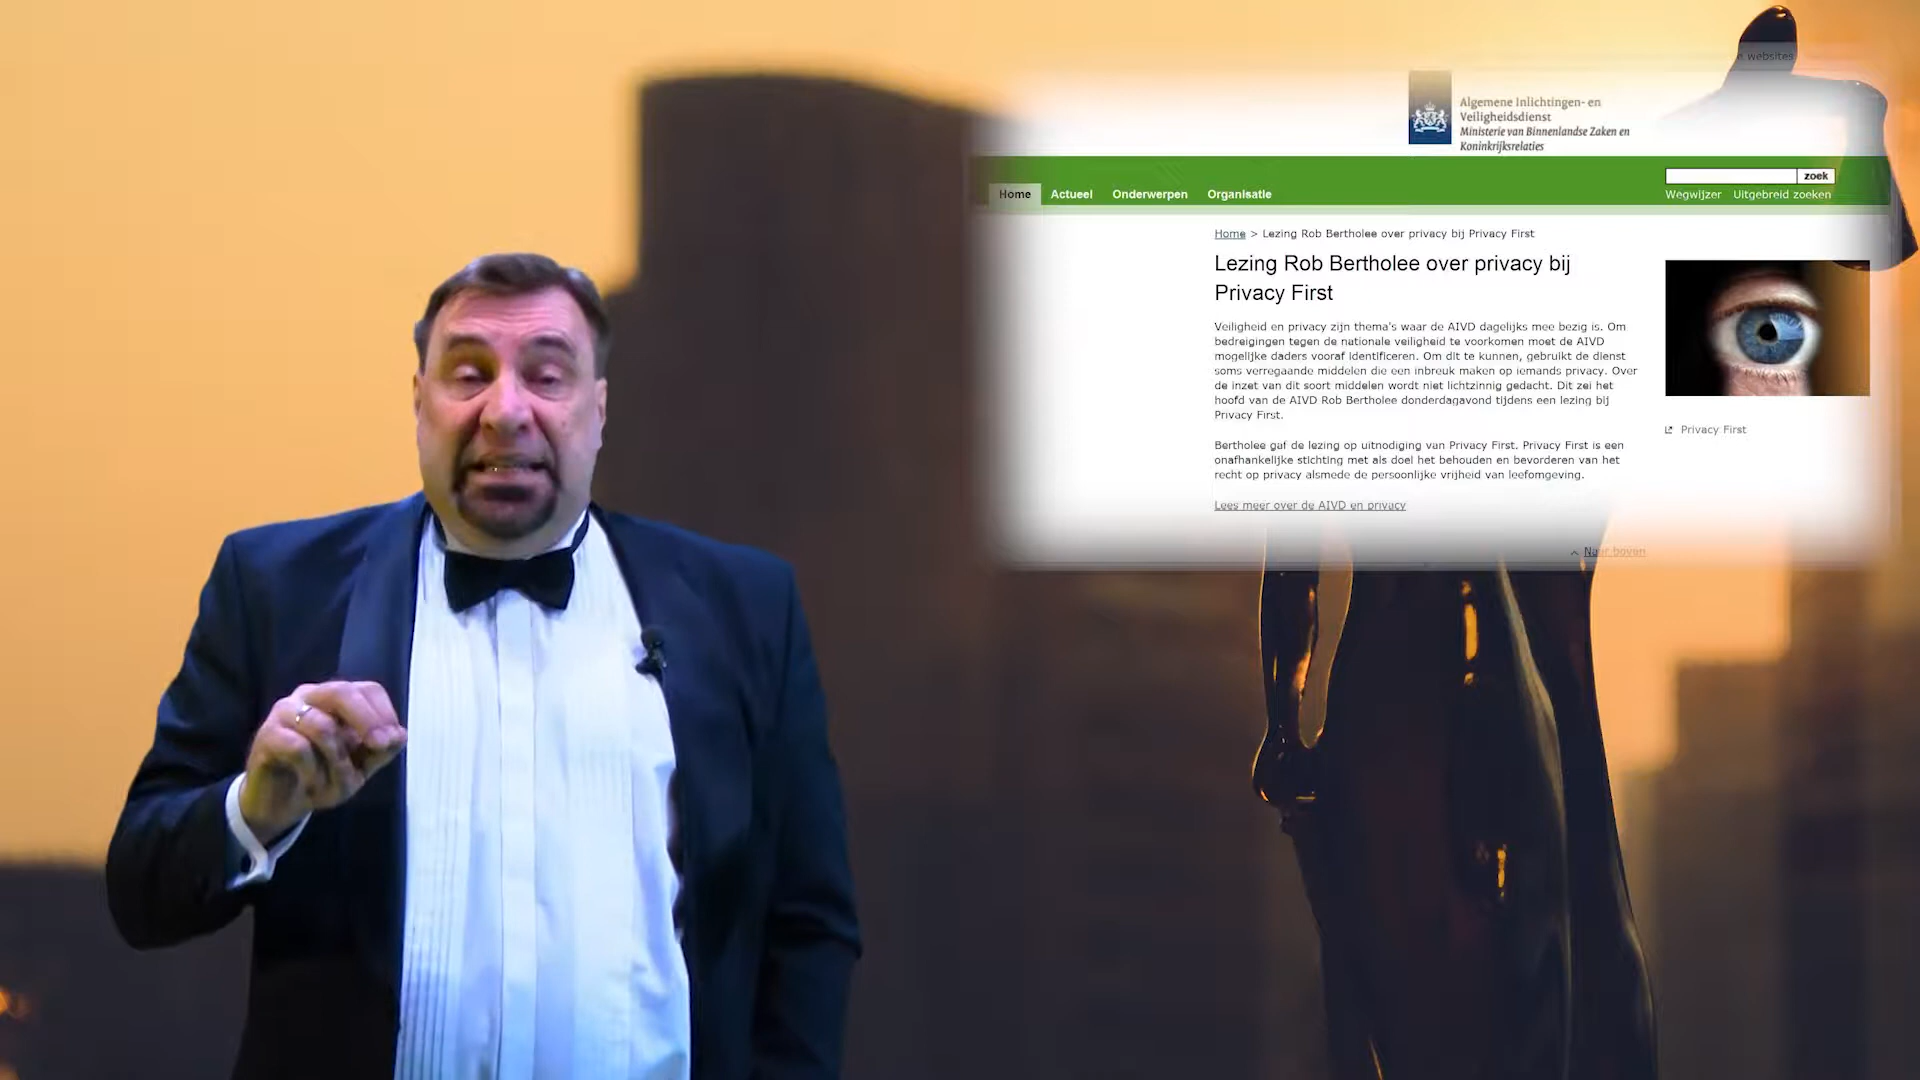 websites
Algemene Inlichtingen- en
Veiligheidsdienst
Ministerie van Binnenlandse Zaken en
Koninkrijksrelaties
zoek
Home Actueel Onderwerpen Organisatie
Wegwijzer Uitgebreid zoeken
Home > Lezing Rob Bertholee over privacy bij Privacy First
Lezing Rob Bertholee over privacy bij
Privacy First
Veiligheid en privacy zijn thema's waar de AIVD dagelijks mee bezig is. Om
bedreigingen tegen de nationale veiligheid te voorkomen moet de AIVD
mogelijke daders vooraf identificeren. Om dit te kunnen, gebruikt de dienst
soms verregaande middelen die een inbreuk maken op iemands privacy. Over
de inzet van dit soort middelen wordt niet lichtzinnig gedacht. Dit zei het
hoofd van de AIVD Rob Bertholee donderdagavond tijdens een lezing bij
Privacy First.
Privacy First
Bertholee gaf de lezing op uitnodiging van Privacy First. Privacy First is een
onafhankelijke stichting met als doel het behouden en bevorderen van het
recht op privacy alsmede de persoonlijke vrijheid van leefomgeving.
Lees meer over de AIVD en privacy
Naar boven